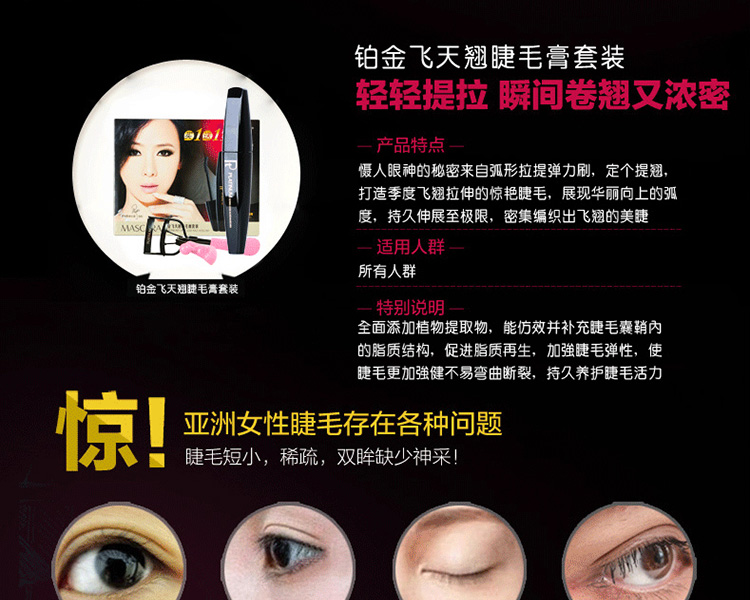 铂金飞天翘睫毛膏套装
轻轻提拉 瞬间卷翘又浓密
产品特点
慑人眼神的秘密来自弧形拉提弹力刷，定个提翘，
打造季度飞翘拉伸的惊艳睫毛，展现华丽向上的弧
度，持久伸展至极限，密集编织出飞翘的美睫
适用人群
所有人群
特别说明
全面添加植物提取物，能仿效并补充睫毛囊鞘內
的脂质结构，促进脂质再生，加強睫毛弹性，使
睫毛更加強健不易弯曲断裂，持久养护睫毛活力
买1送1
PLATINUM
MASCARA
铂金飞天翘睫毛膏套装
惊！
亚洲女性睫毛存在各种问题
睫毛短小，稀疏，双眸缺少神采！